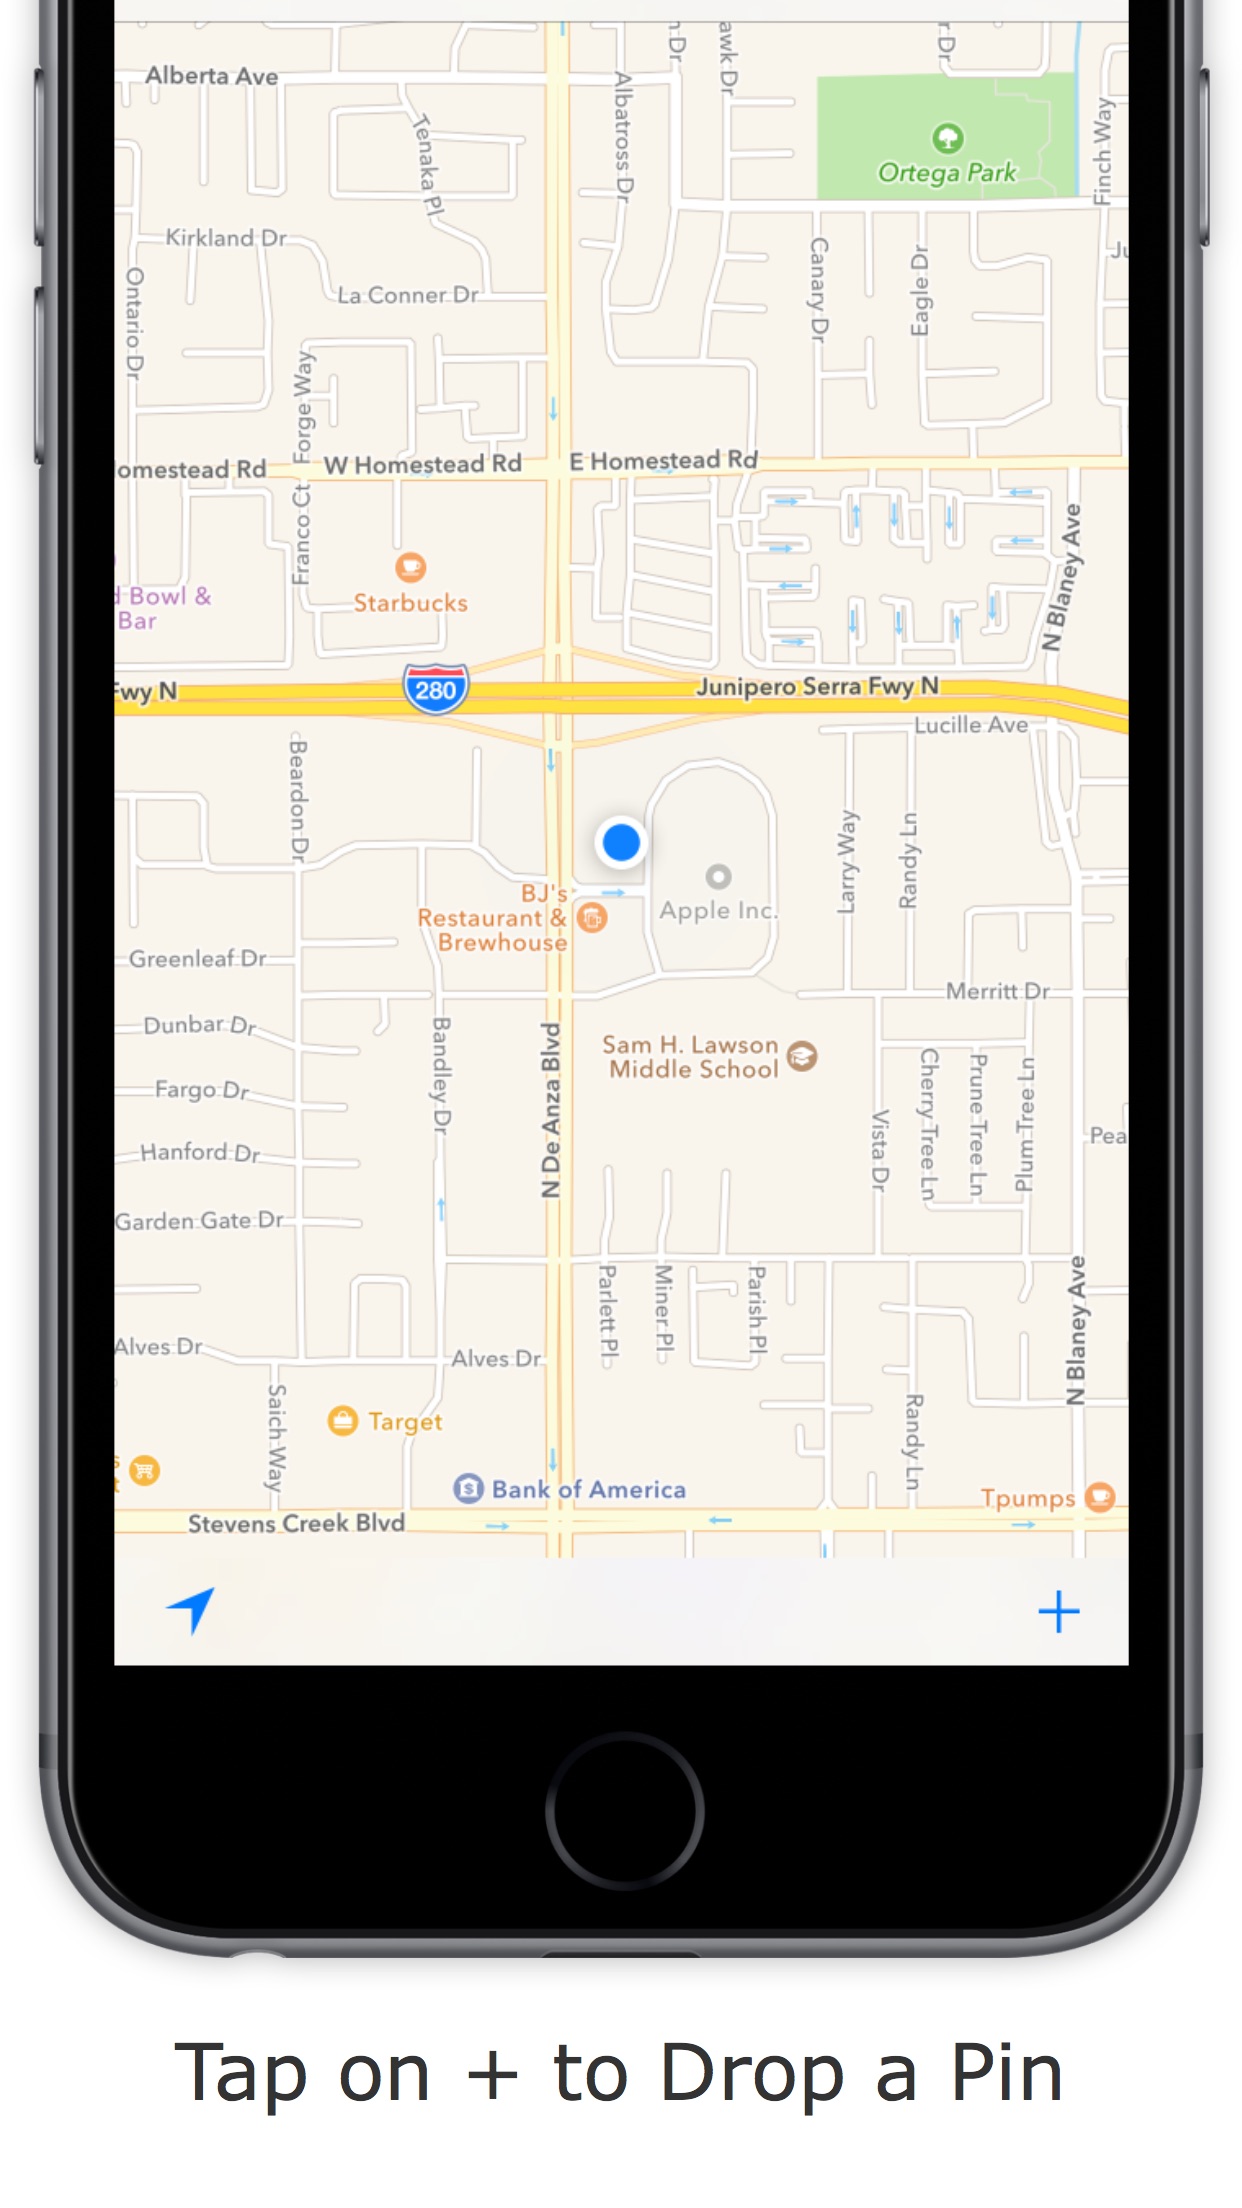 Alberta Ave
Tenaka Pl
Albatross Dr
Ortega Park
Finch Way
Kirkland Dr
La Conner Dr
Ontario Dr
Canary Dr
Eagle Dr
Forge Way
omestead Rd
W Homestead Rd
E Homestead Rd
Franco Ct
Starbucks
d Bowl &
Bar
N Blaney Ave
Fwy N
280
Junipero Serra Fwy N
Lucille Ave
Beardon Dr
Larry Way
Randy Ln
BJ's
Restaurant &
Brewhouse
Apple Inc.
Greenleaf Dr
Merritt Dr
Dunbar Dr
Bandley Dr
N De Anza Blvd
Sam H. Lawson
Middle School
Fargo Dr
Cherry Tree Ln
Prune Tree Ln
Plum Tree Ln
Vista Dr
Pea
Hanford Dr
Garden Gate Dr
Parlett Pl
Miner Pl
Parish Pl
N Blaney Ave
Alves Dr
Alves Dr
Saich Way
Target
Randy Ln
Bank of America
Tpumps
Stevens Creek Blvd
Tap on + to Drop a Pin